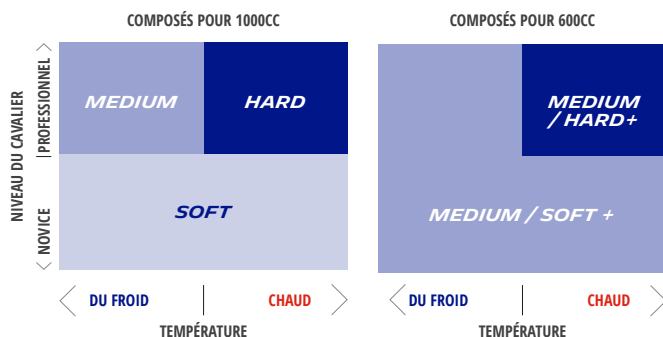 COMPOSÉS POUR 1000CC
COMPOSÉS POUR 600CC
NIVEAU DU CAVALIER
PROFESSIONNEL
NOVICE
MEDIUM
HARD
SOFT
MEDIUM
/ HARD+
MEDIUM / SOFT +
DU FROID
CHAUD
TEMPÉRATURE
DU FROID
CHAUD
TEMPÉRATURE